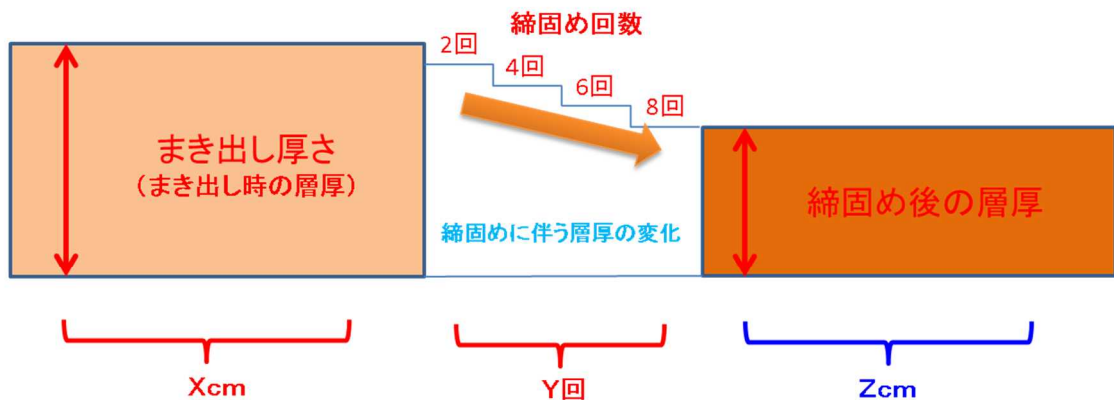 締固め回数
2回
4回
6回
8回
まき出し厚さ
（まき出し時の層厚）
締固めに伴う層厚の変化
締固め後の層厚
Xcm
Y回
Zcm